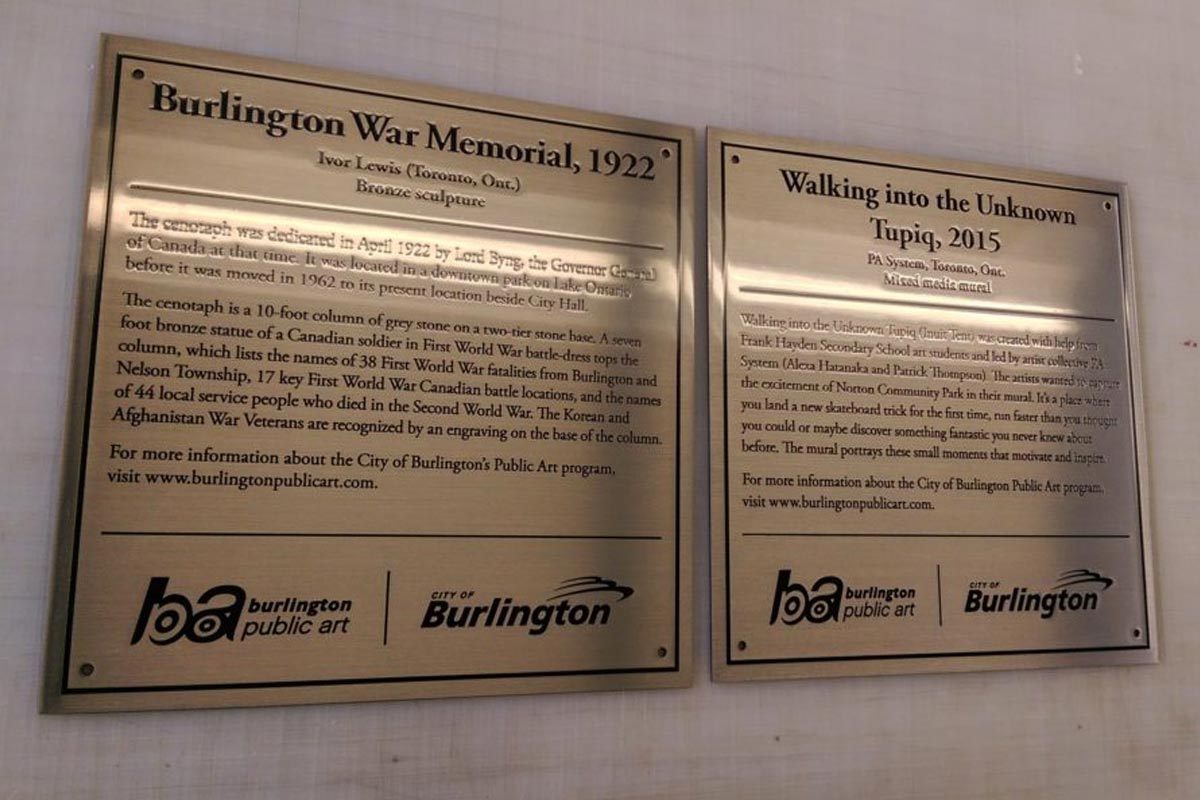 Burlington War Memorial, 1922
Ivor Lewis (Toronto, Ont.)
Bronze sculpture
The cenotaph was dedicated in April 1922 by Lord Byng, the Governor General
of Canada at that time. It was located in a downtown park on Lake Ontario,
before it was moved in 1962 to its present location beside City Hall.
The cenotaph is a 10-foot column of grey stone on a two-tier stone base. A seven
foot bronze statue of a Canadian soldier in First World War battle-dress tops the
column, which lists the names of 38 First World War fatalities from Burlington and
Nelson Township, 17 key First World War Canadian battle locations, and the names
of 44 local service people who died in the Second World War. The Korean and
Afghanistan War Veterans are recognized by an engraving on the base of the column.
For more information about the City of Burlington's Public Art program,
visit www.burlingtonpublicart.com.
ba burlington
public art
CITY OF
Burlington
Walking into the Unknown
Tupiq, 2015
PA System, Toronto, Ont.
Mixed media mural
Walking into the Unknown Tupiq (Inuit Tent) was created with help from
Frank Hayden Secondary School art students and led by artist collective PA
System (Alexa Hatanaka and Patrick Thompson). The artists wanted to capture
the excitement of Norton Community Park in their mural. It's a place where
you land a new skateboard trick for the first time, run faster than you thought
you could or maybe discover something fantastic you never knew about
before. The mural portrays these small moments that motivate and inspire.
For more information about the City of Burlington Public Art program,
visit www.burlingtonpublicart.com.
ba burlington
public art
CITY OF
Burlington